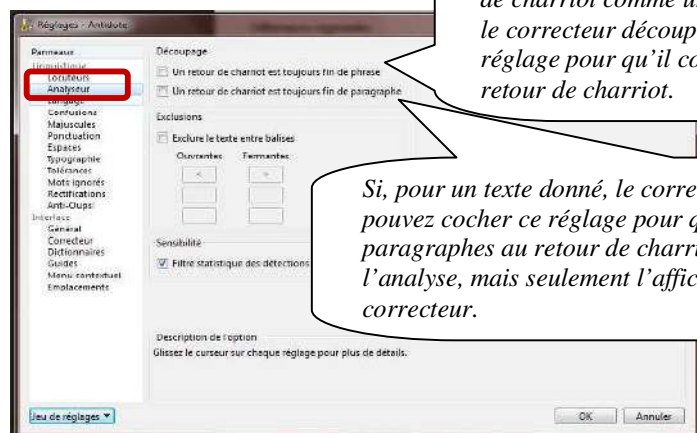 de charriot comme u
le correcteur découp
réglage pour qu'il co
retour de charriot.
Réglages - Antidote
Panneaux
Linguistique
Locuteurs
Analyseur
Langage
Confusions
Majuscules
Ponctuation
Espaces
Typographie
Tolérances
Mots ignorés
Rectifications
Anti-Oups!
Interface
Général
Correcteur
Dictionnaires
Guides
Menu contextuel
Emplacements
Découpage
Un retour de charriot est toujours fin de phrase
Un retour de charriot est toujours fin de paragraphe
Exclusions
Exclure le texte entre balises
Ouvrantes Fermantes
< >
Sensibilité
Filtre statistique des détections
Si, pour un texte donné, le corre
pouvez cocher ce réglage pour q
paragraphes au retour de charri
l'analyse, mais seulement l'affic
correcteur.
Description de l'option
Glissez le curseur sur chaque réglage pour plus de détails.
Jeu de réglages OK Annuler